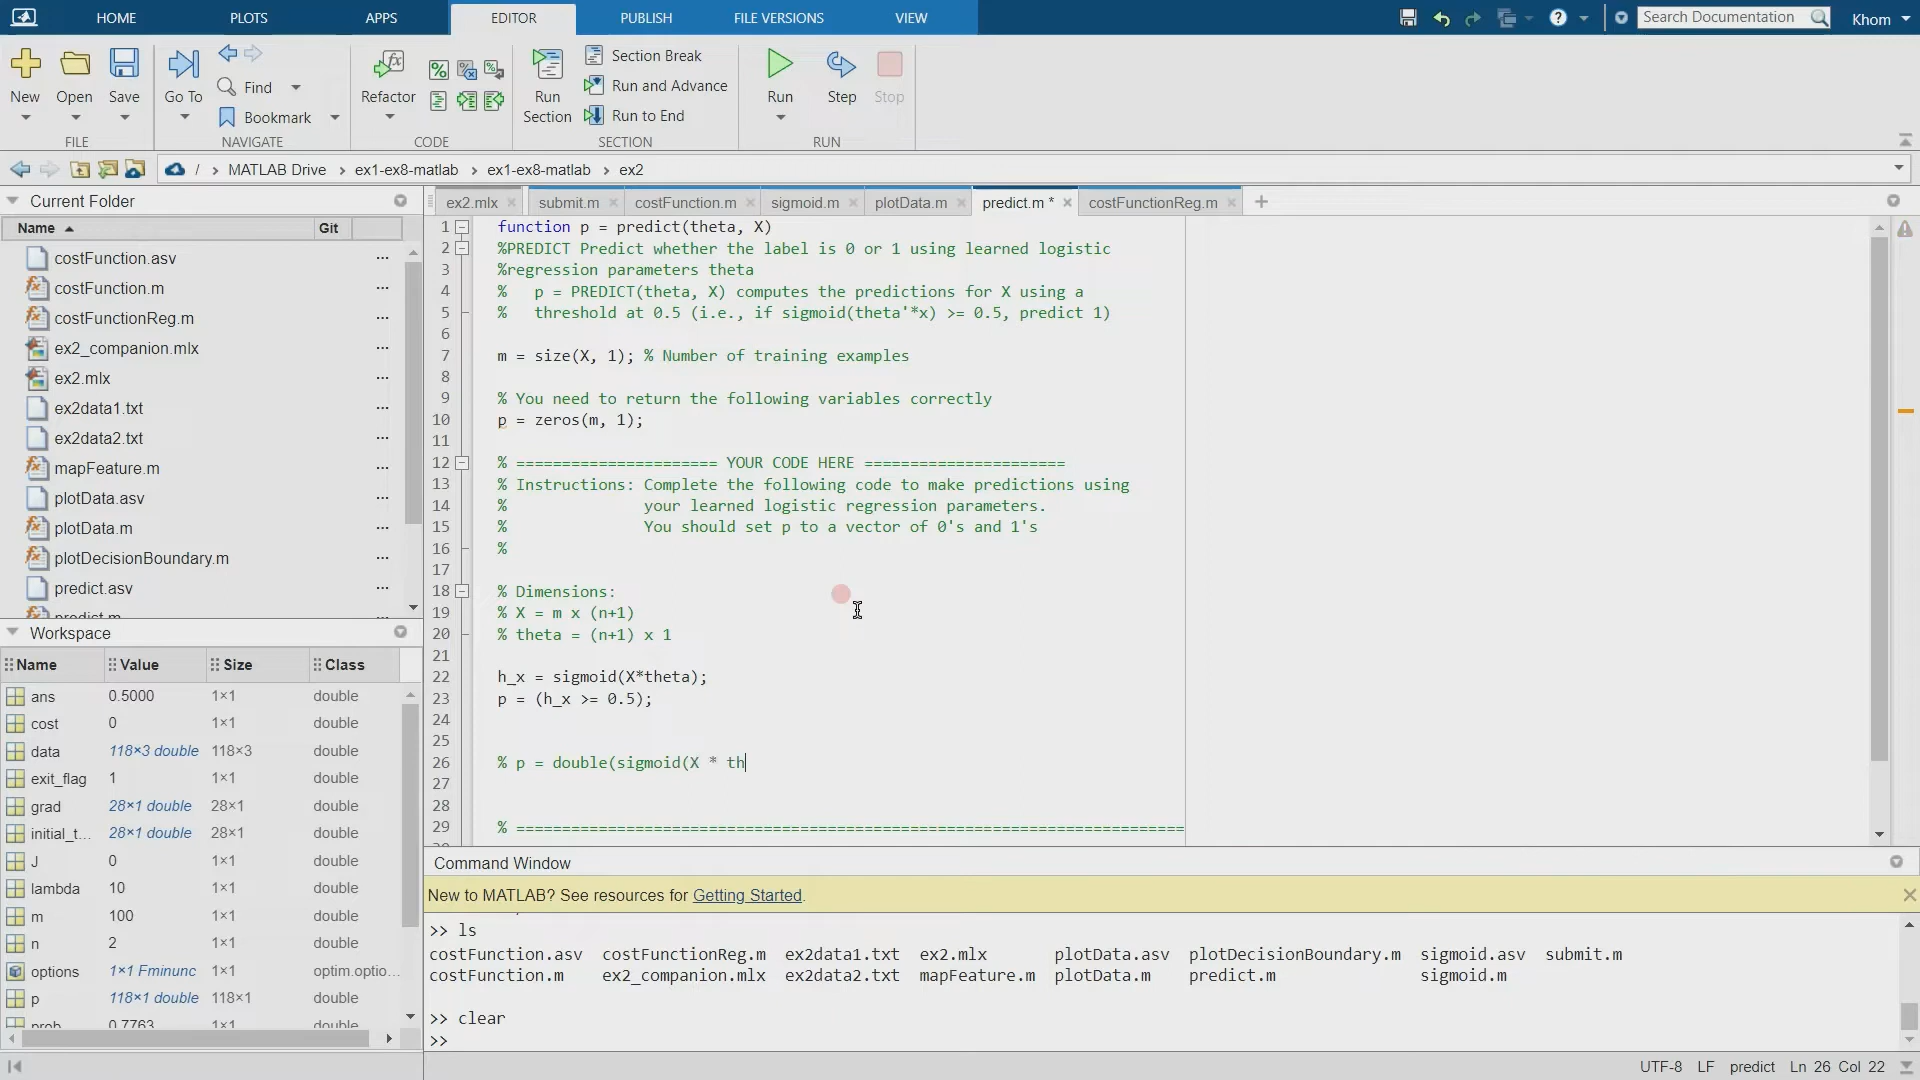 HOME PLOTS APPS EDITOR PUBLISH FILE VERSIONS VIEW Search Documentation Khom
New Open Save Go To Find Bookmark Refactor Run Section Section Break Run and Advance Run to End Run Step Stop
FILE NAVIGATE CODE SECTION RUN
/ › MATLAB Drive › ex1-ex8-matlab › ex1-ex8-matlab › ex2
Current Folder
Name Git
costFunction.asv
costFunction.m
costFunctionReg.m
ex2_companion.mlx
ex2.mlx
ex2data1.txt
ex2data2.txt
mapFeature.m
plotData.asv
plotData.m
plotDecisionBoundary.m
predict.asv
predict.m
Workspace
Name Value Size Class
ans 0.5000 1×1 double
cost 0 1×1 double
data 118×3 double 118×3 double
exit_flag 1 1×1 double
grad 28×1 double 28×1 double
initial_t... 28×1 double 28×1 double
J 0 1×1 double
lambda 10 1×1 double
m 100 1×1 double
n 2 1×1 double
options 1×1 Fminunc 1×1 optim.optio...
p 118×1 double 118×1 double
prob 0.7763 1×1 double
ex2.mlx submit.m costFunction.m sigmoid.m plotData.m predict.m * costFunctionReg.m
1 function p = predict(theta, X)
2 %PREDICT Predict whether the label is 0 or 1 using learned logistic
3 %regression parameters theta
4 % p = PREDICT(theta, X) computes the predictions for X using a
5 % threshold at 0.5 (i.e., if sigmoid(theta'*x) >= 0.5, predict 1)
6
7 m = size(X, 1); % Number of training examples
8
9 % You need to return the following variables correctly
10 p = zeros(m, 1);
11
12 % ====================== YOUR CODE HERE ======================
13 % Instructions: Complete the following code to make predictions using
14 % your learned logistic regression parameters.
15 % You should set p to a vector of 0's and 1's
16 %
17
18 % Dimensions:
19 % X = m x (n+1)
20 % theta = (n+1) x 1
21
22 h_x = sigmoid(X*theta);
23 p = (h_x >= 0.5);
24
25
26 % p = double(sigmoid(X * th
27
28
29 % =========================================================================
Command Window
New to MATLAB? See resources for Getting Started.
>> ls
costFunction.asv costFunctionReg.m ex2data1.txt ex2.mlx plotData.asv plotDecisionBoundary.m sigmoid.asv submit.m
costFunction.m ex2_companion.mlx ex2data2.txt mapFeature.m plotData.m predict.m sigmoid.m
>> clear
>>
UTF-8 LF predict Ln 26 Col 22